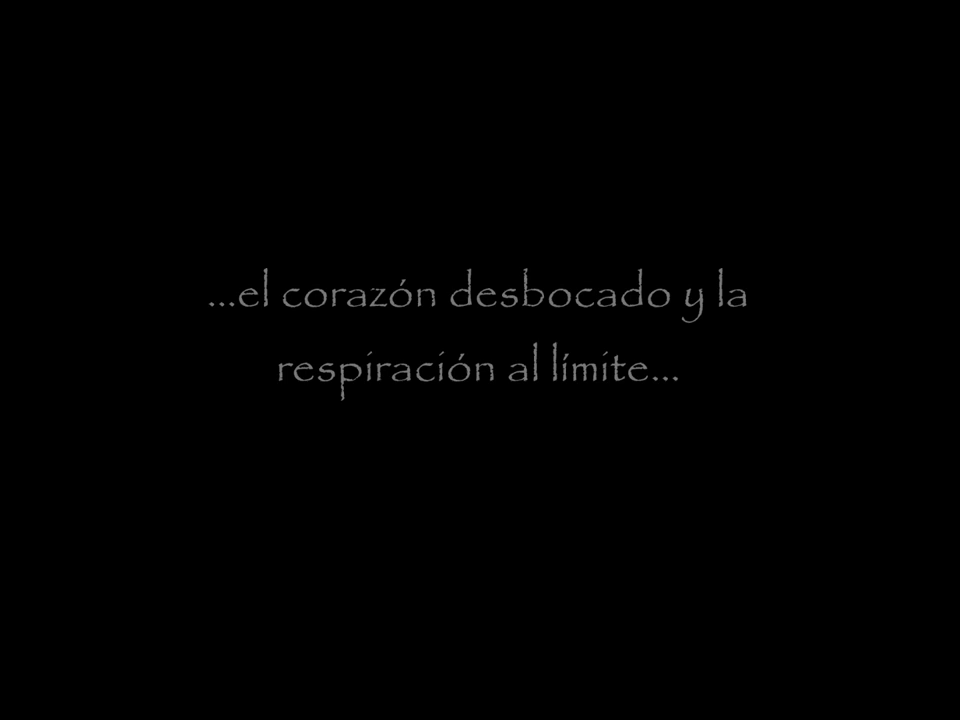 ...el corazón desbocado y la
respiración al límite...